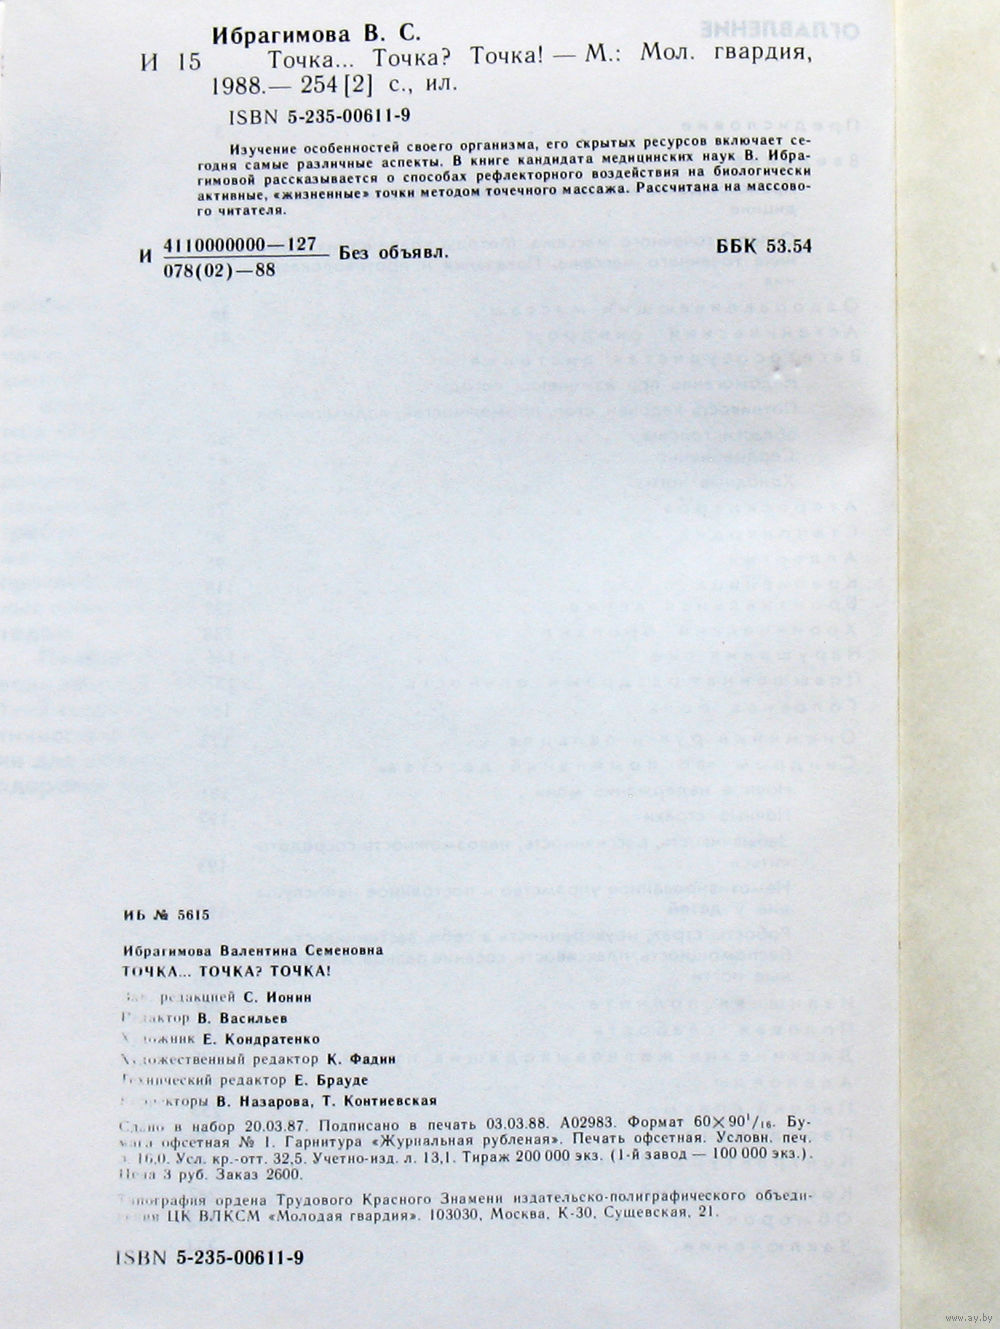 Ибрагимова В. С.
И 15 Точка... Точка? Точка! — М.: Мол. гвардия,
1988.— 254 [2] с., ил.
ISBN 5-235-00611-9
Изучение особенностей своего организма, его скрытых ресурсов включает се-
годня самые различные аспекты. В книге кандидата медицинских наук В. Ибра-
гимовой рассказывается о способах рефлекторного воздействия на биологически
активные, «жизненные» точки методом точечного массажа. Рассчитана на массово-
го читателя.
И 4110000000—127
078(02)—88 Без объявл. ББК 53.54
ИБ № 5615
Ибрагимова Валентина Семеновна
ТОЧКА... ТОЧКА? ТОЧКА!
редакцией С. Ионин
Редактор В. Васильев
Художник Е. Кондратенко
Художественный редактор К. Фадин
Технический редактор Е. Брауде
Корректоры В. Назарова, Т. Контиевская
Сдано в набор 20.03.87. Подписано в печать 03.03.88. А02983. Формат 60×90¹/₁₆. Бу-
мага офсетная № 1. Гарнитура «Журнальная рубленая». Печать офсетная. Условн. печ.
л. 16,0. Усл. кр.-отт. 32,5. Учетно-изд. л. 13,1. Тираж 200 000 экз. (1-й завод — 100 000 экз.).
Цена 3 руб. Заказ 2600.
Типография ордена Трудового Красного Знамени издательско-полиграфического объеди-
нения ЦК ВЛКСМ «Молодая гвардия». 103030, Москва, К-30, Сущевская, 21.
ISBN 5-235-00611-9
www.ay.by